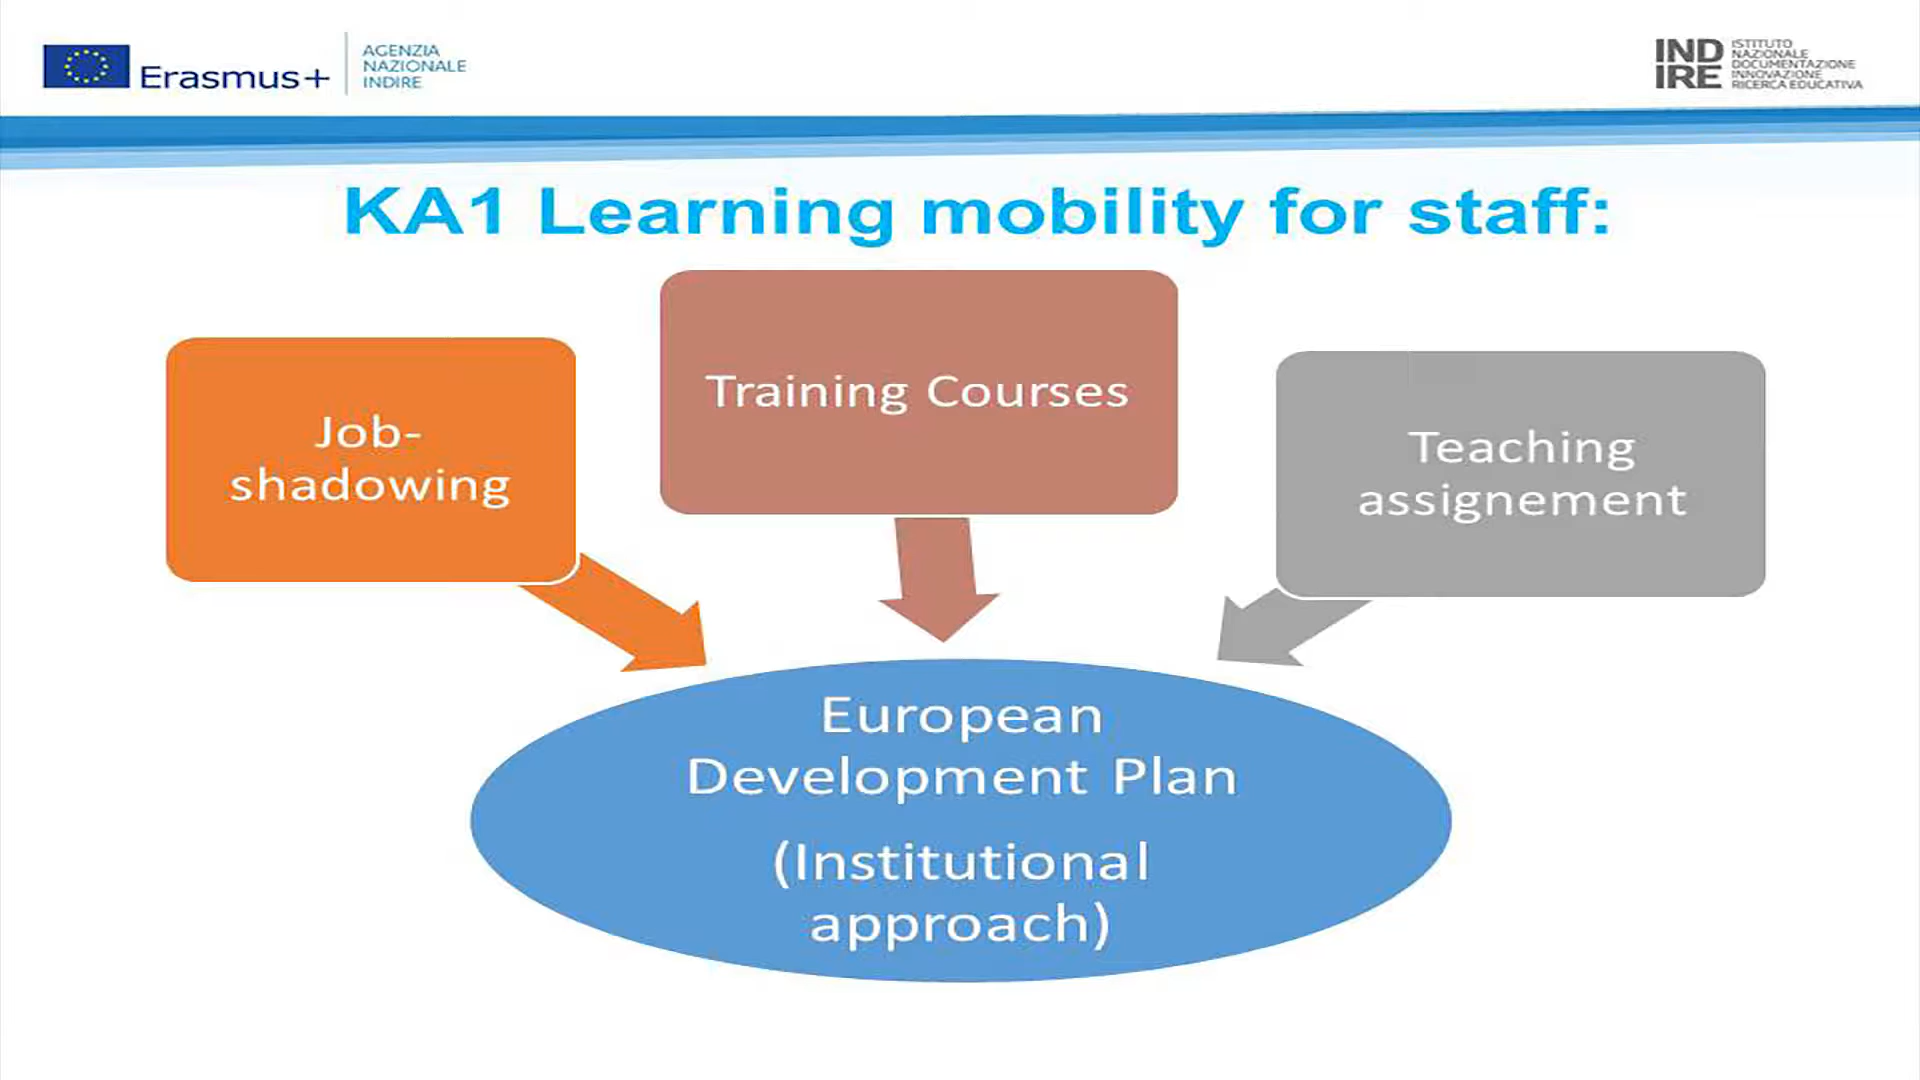 Erasmus+
AGENZIA
NAZIONALE
INDIRE
IND
IRE
ISTITUTO
NAZIONALE
DOCUMENTAZIONE
INNOVAZIONE
RICERCA EDUCATIVA
KA1 Learning mobility for staff:
Job-
shadowing
Training Courses
Teaching
assignement
European
Development Plan
(Institutional
approach)